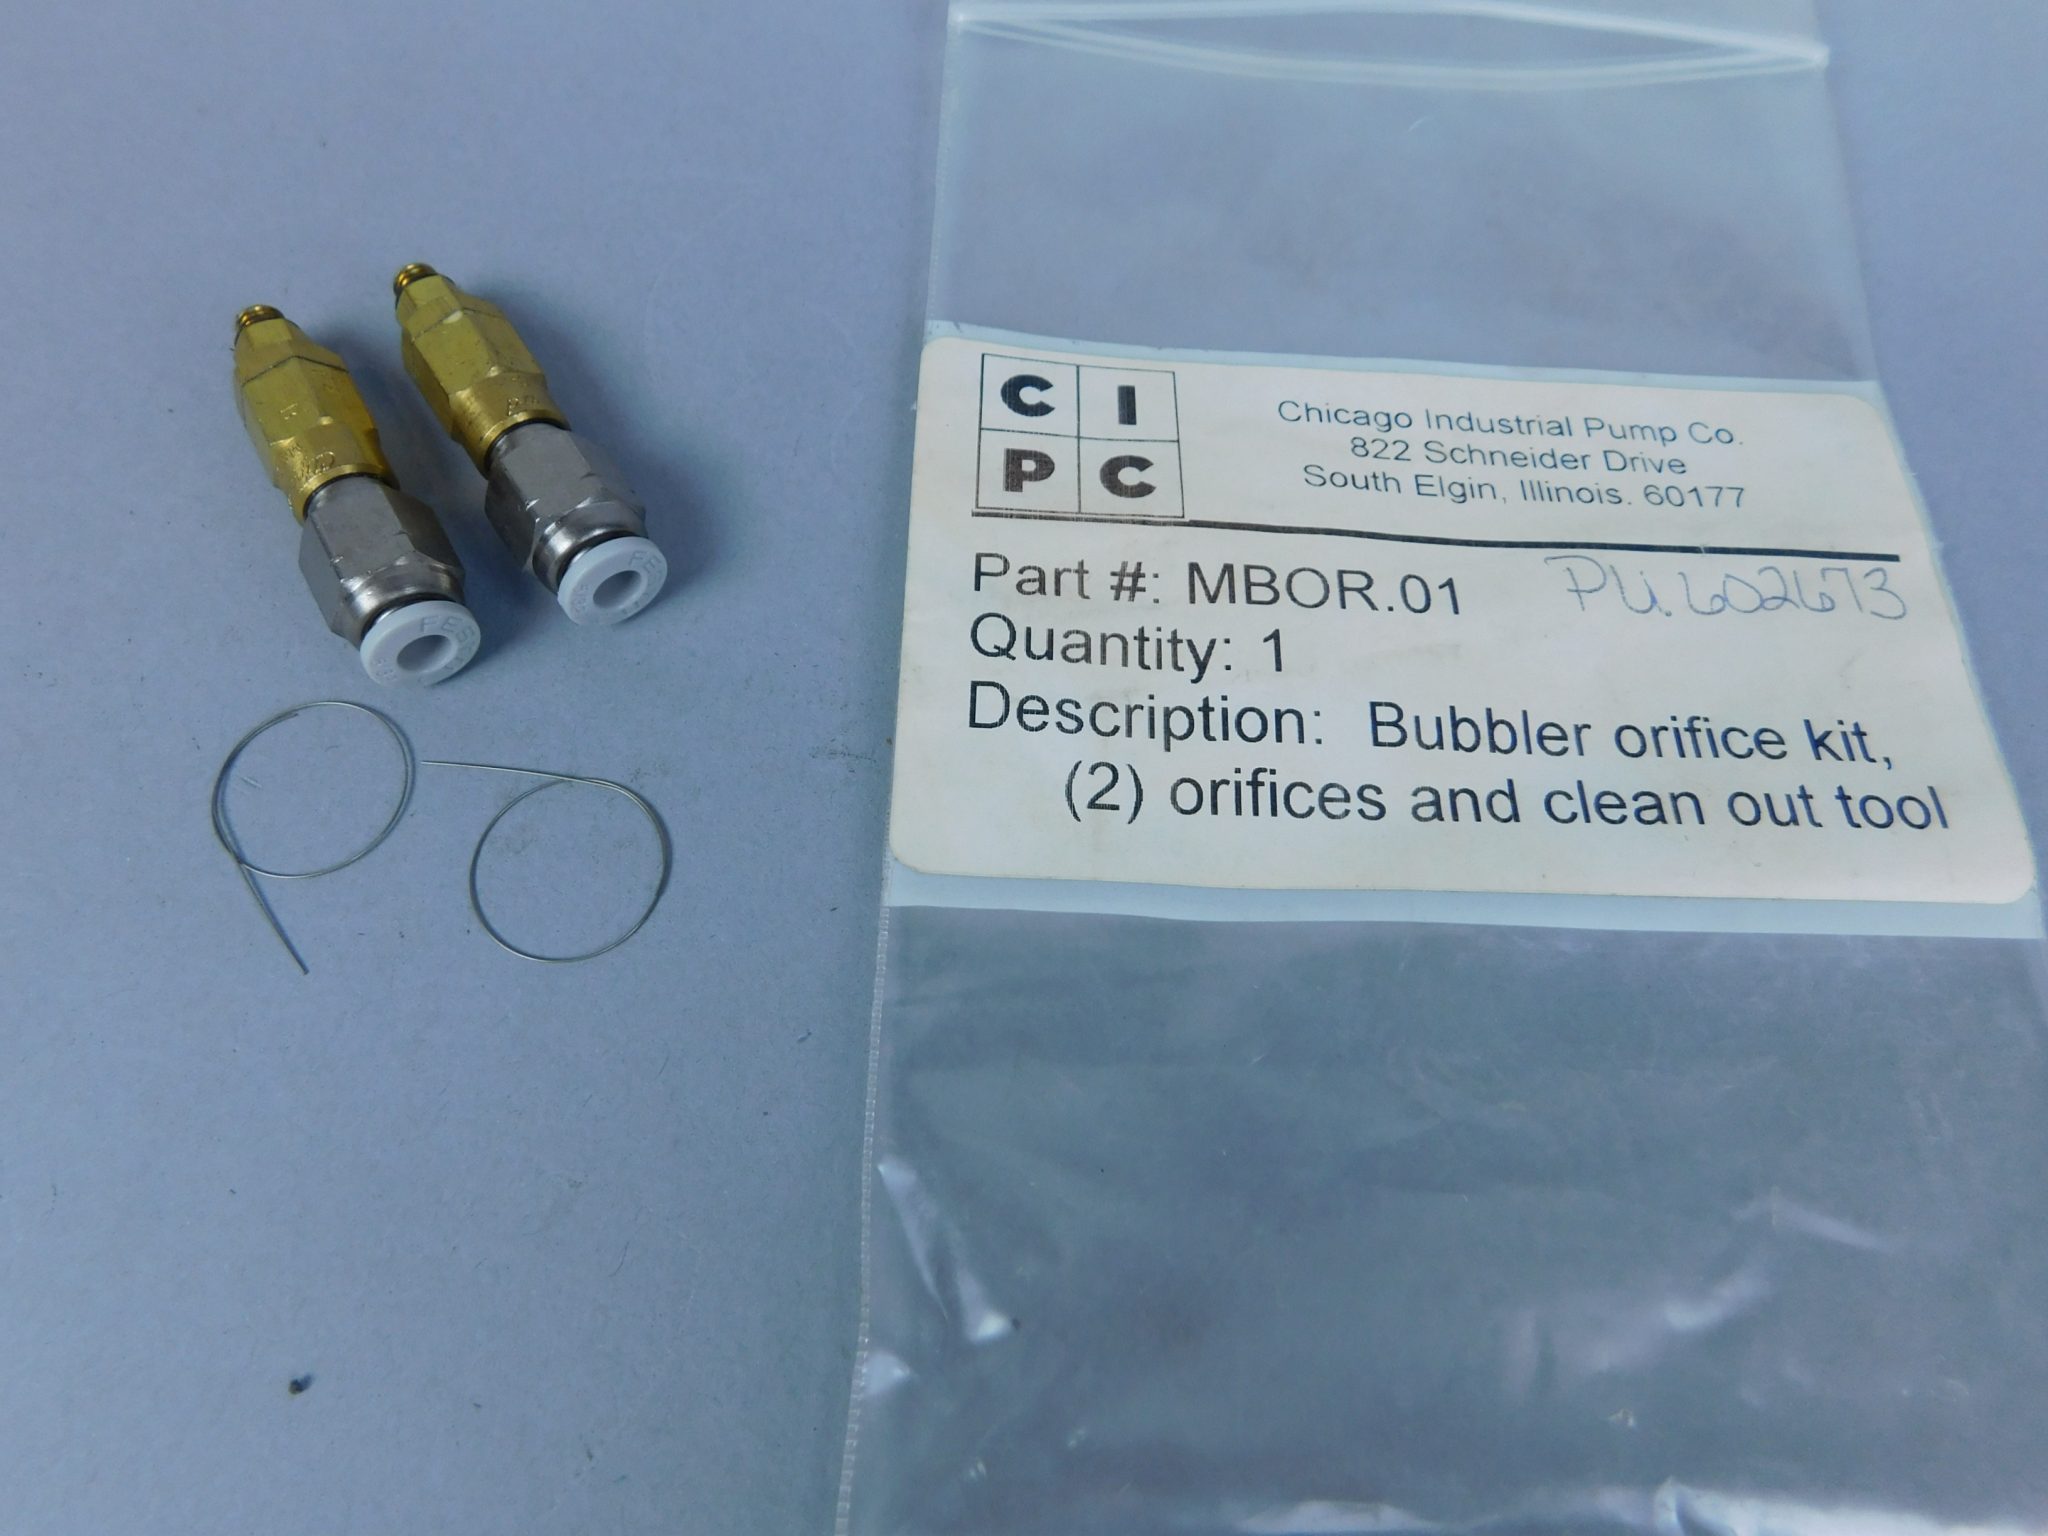 C I
P C
Chicago Industrial Pump Co.
822 Schneider Drive
South Elgin, Illinois. 60177
Part #: MBOR.01
Quantity: 1
Description: Bubbler orifice kit,
(2) orifices and clean out tool